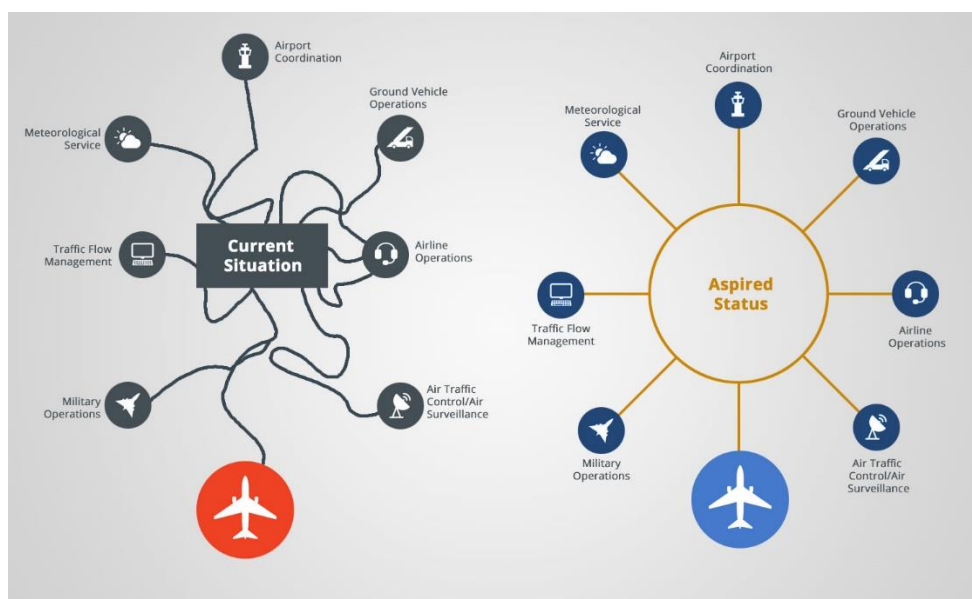 Airport
Coordination
Ground Vehicle
Operations
Meteorological
Service
Traffic Flow
Management
Current
Situation
Airline
Operations
Military
Operations
Air Traffic
Control/Air
Surveillance
Airport
Coordination
Meteorological
Service
Ground Vehicle
Operations
Aspired
Status
Traffic Flow
Management
Airline
Operations
Military
Operations
Air Traffic
Control/Air
Surveillance